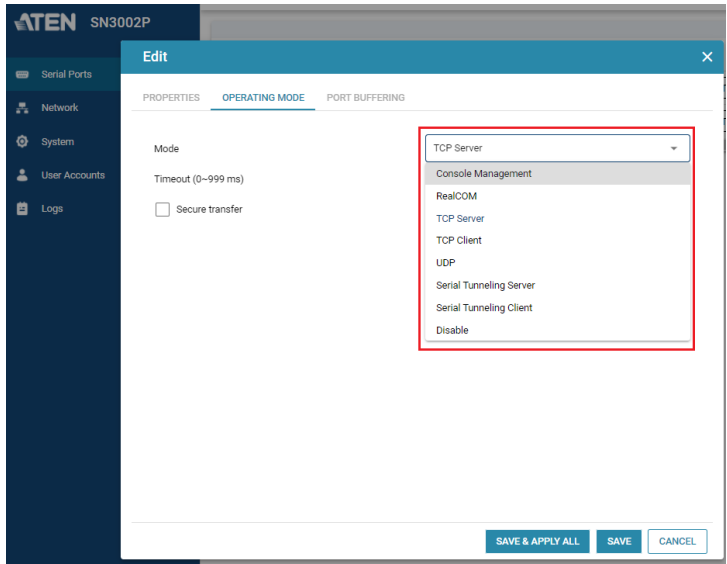 ATEN SN3002P
Edit
Serial Ports
Network
System
User Accounts
Logs
PROPERTIES OPERATING MODE PORT BUFFERING
Mode
TCP Server
Timeout (0~999 ms)
Secure transfer
Console Management
RealCOM
TCP Server
TCP Client
UDP
Serial Tunneling Server
Serial Tunneling Client
Disable
SAVE & APPLY ALL SAVE CANCEL